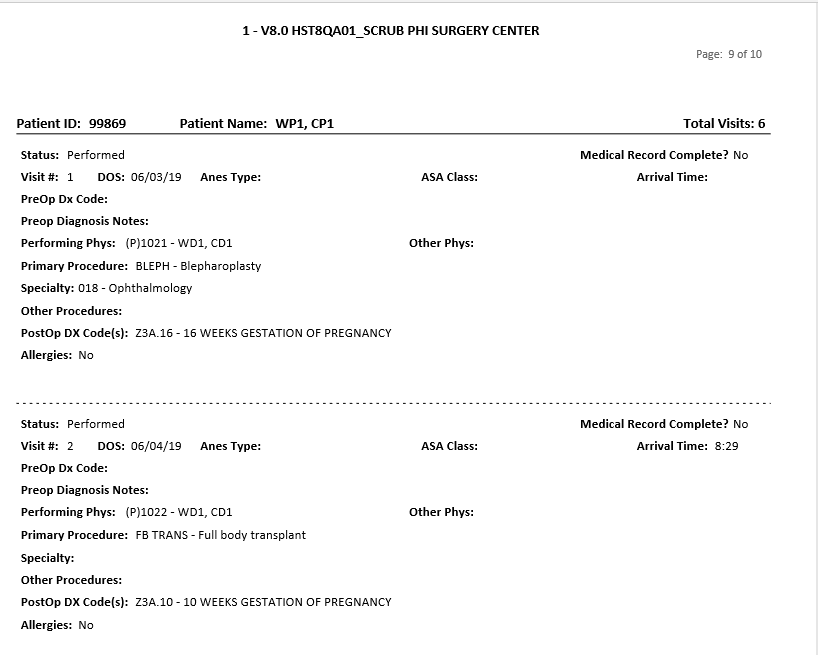 1 - V8.0 HST8QA01_SCRUB PHI SURGERY CENTER
Page: 9 of 10
Patient ID: 99869 Patient Name: WP1, CP1 Total Visits: 6
Status: Performed Medical Record Complete? No
Visit #: 1 DOS: 06/03/19 Anes Type: ASA Class: Arrival Time:
PreOp Dx Code:
Preop Diagnosis Notes:
Performing Phys: (P)1021 - WD1, CD1 Other Phys:
Primary Procedure: BLEPH - Blepharoplasty
Specialty: 018 - Ophthalmology
Other Procedures:
PostOp DX Code(s): Z3A.16 - 16 WEEKS GESTATION OF PREGNANCY
Allergies: No
Status: Performed Medical Record Complete? No
Visit #: 2 DOS: 06/04/19 Anes Type: ASA Class: Arrival Time: 8:29
PreOp Dx Code:
Preop Diagnosis Notes:
Performing Phys: (P)1022 - WD1, CD1 Other Phys:
Primary Procedure: FB TRANS - Full body transplant
Specialty:
Other Procedures:
PostOp DX Code(s): Z3A.10 - 10 WEEKS GESTATION OF PREGNANCY
Allergies: No